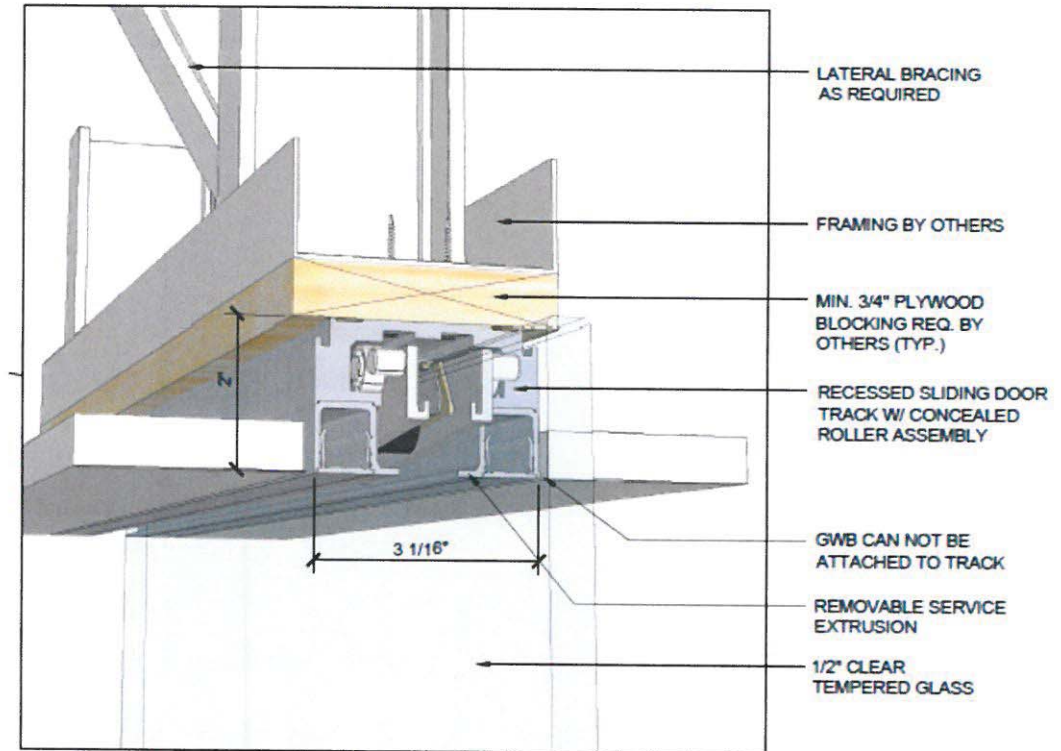 LATERAL BRACING
AS REQUIRED
FRAMING BY OTHERS
MIN. 3/4" PLYWOOD
BLOCKING REQ. BY
OTHERS (TYP.)
2"
RECESSED SLIDING DOOR
TRACK W/ CONCEALED
ROLLER ASSEMBLY
3 1/16"
GWB CAN NOT BE
ATTACHED TO TRACK
REMOVABLE SERVICE
EXTRUSION
1/2" CLEAR
TEMPERED GLASS